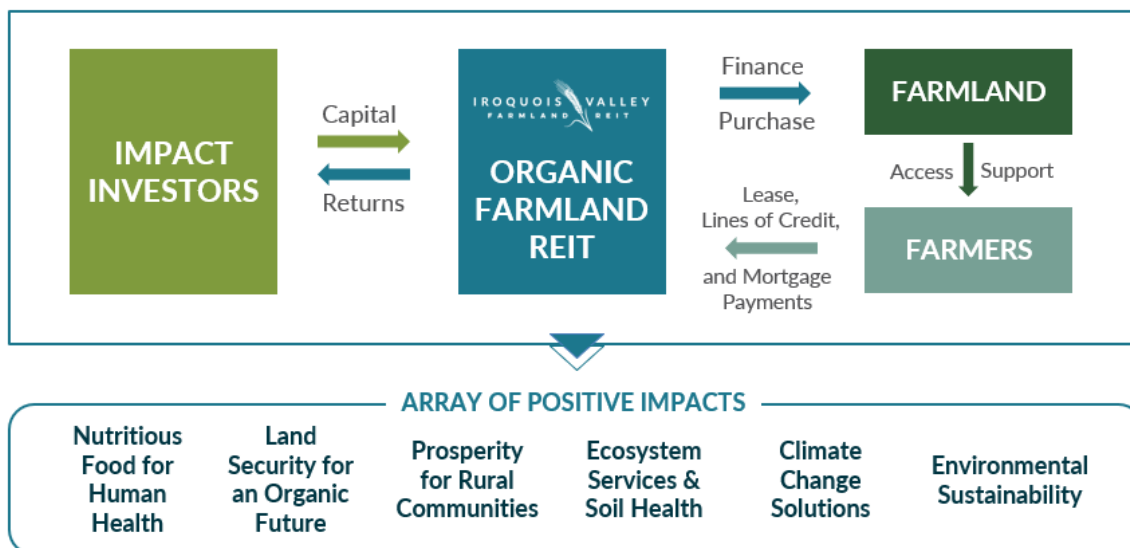 IMPACT
INVESTORS
Capital
Returns
IROQUOIS VALLEY
FARMLAND REIT
ORGANIC
FARMLAND
REIT
Finance
Purchase
Lease,
Lines of Credit,
and Mortgage
Payments
FARMLAND
Access Support
FARMERS
ARRAY OF POSITIVE IMPACTS
Nutritious
Food for
Human
Health
Land
Security for
an Organic
Future
Prosperity
for Rural
Communities
Ecosystem
Services &
Soil Health
Climate
Change
Solutions
Environmental
Sustainability